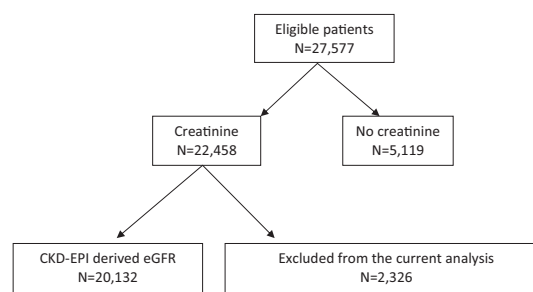 Eligible patients
N=27,577
Creatinine
N=22,458
No creatinine
N=5,119
CKD-EPI derived eGFR
N=20,132
Excluded from the current analysis
N=2,326